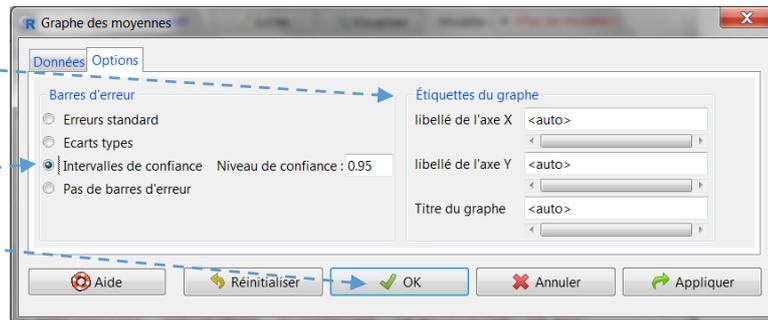 Graphe des moyennes
Données Options
Barres d'erreur
Erreurs standard
Ecarts types
Intervalles de confiance Niveau de confiance : 0.95
Pas de barres d'erreur
Étiquettes du graphe
libellé de l'axe X <auto>
libellé de l'axe Y <auto>
Titre du graphe <auto>
Aide Réinitialiser OK Annuler Appliquer